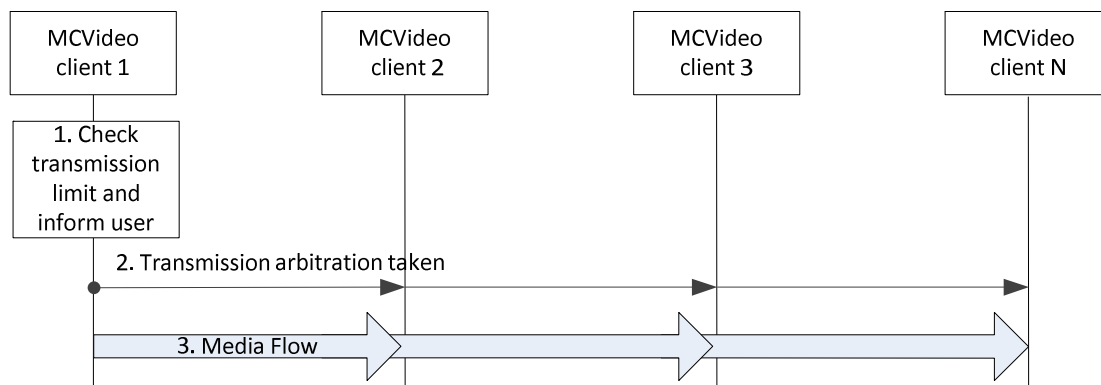 MCVideo
client 1
MCVideo
client 2
MCVideo
client 3
MCVideo
client N
1. Check
transmission
limit and
inform user
2. Transmission arbitration taken
3. Media Flow